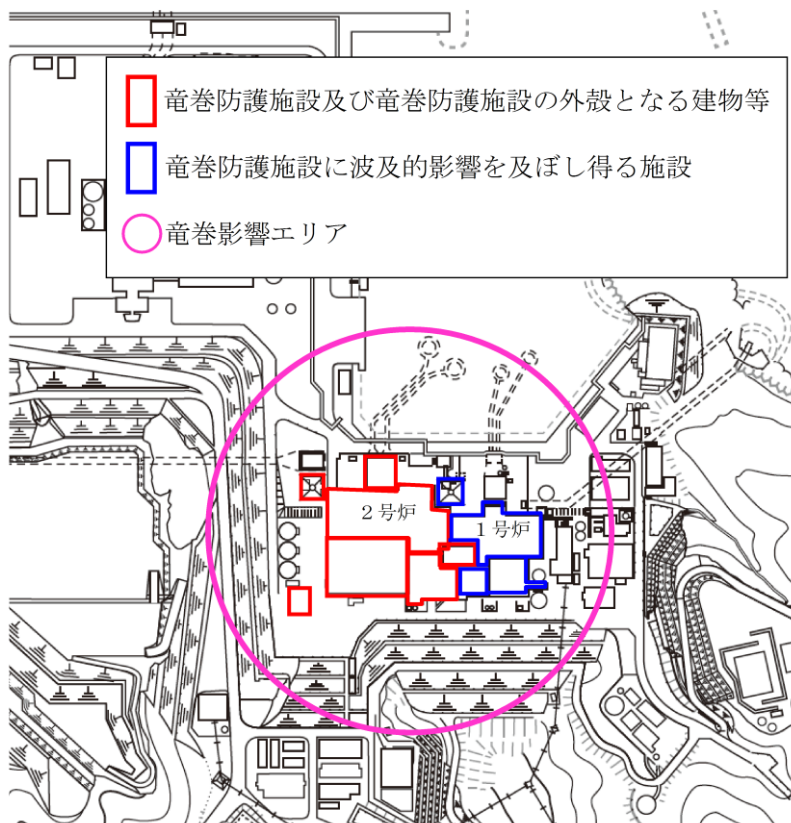 竜巻防護施設及び竜巻防護施設の外殻となる建物等
竜巻防護施設に波及的影響を及ぼし得る施設
竜巻影響エリア
2号炉
1号炉